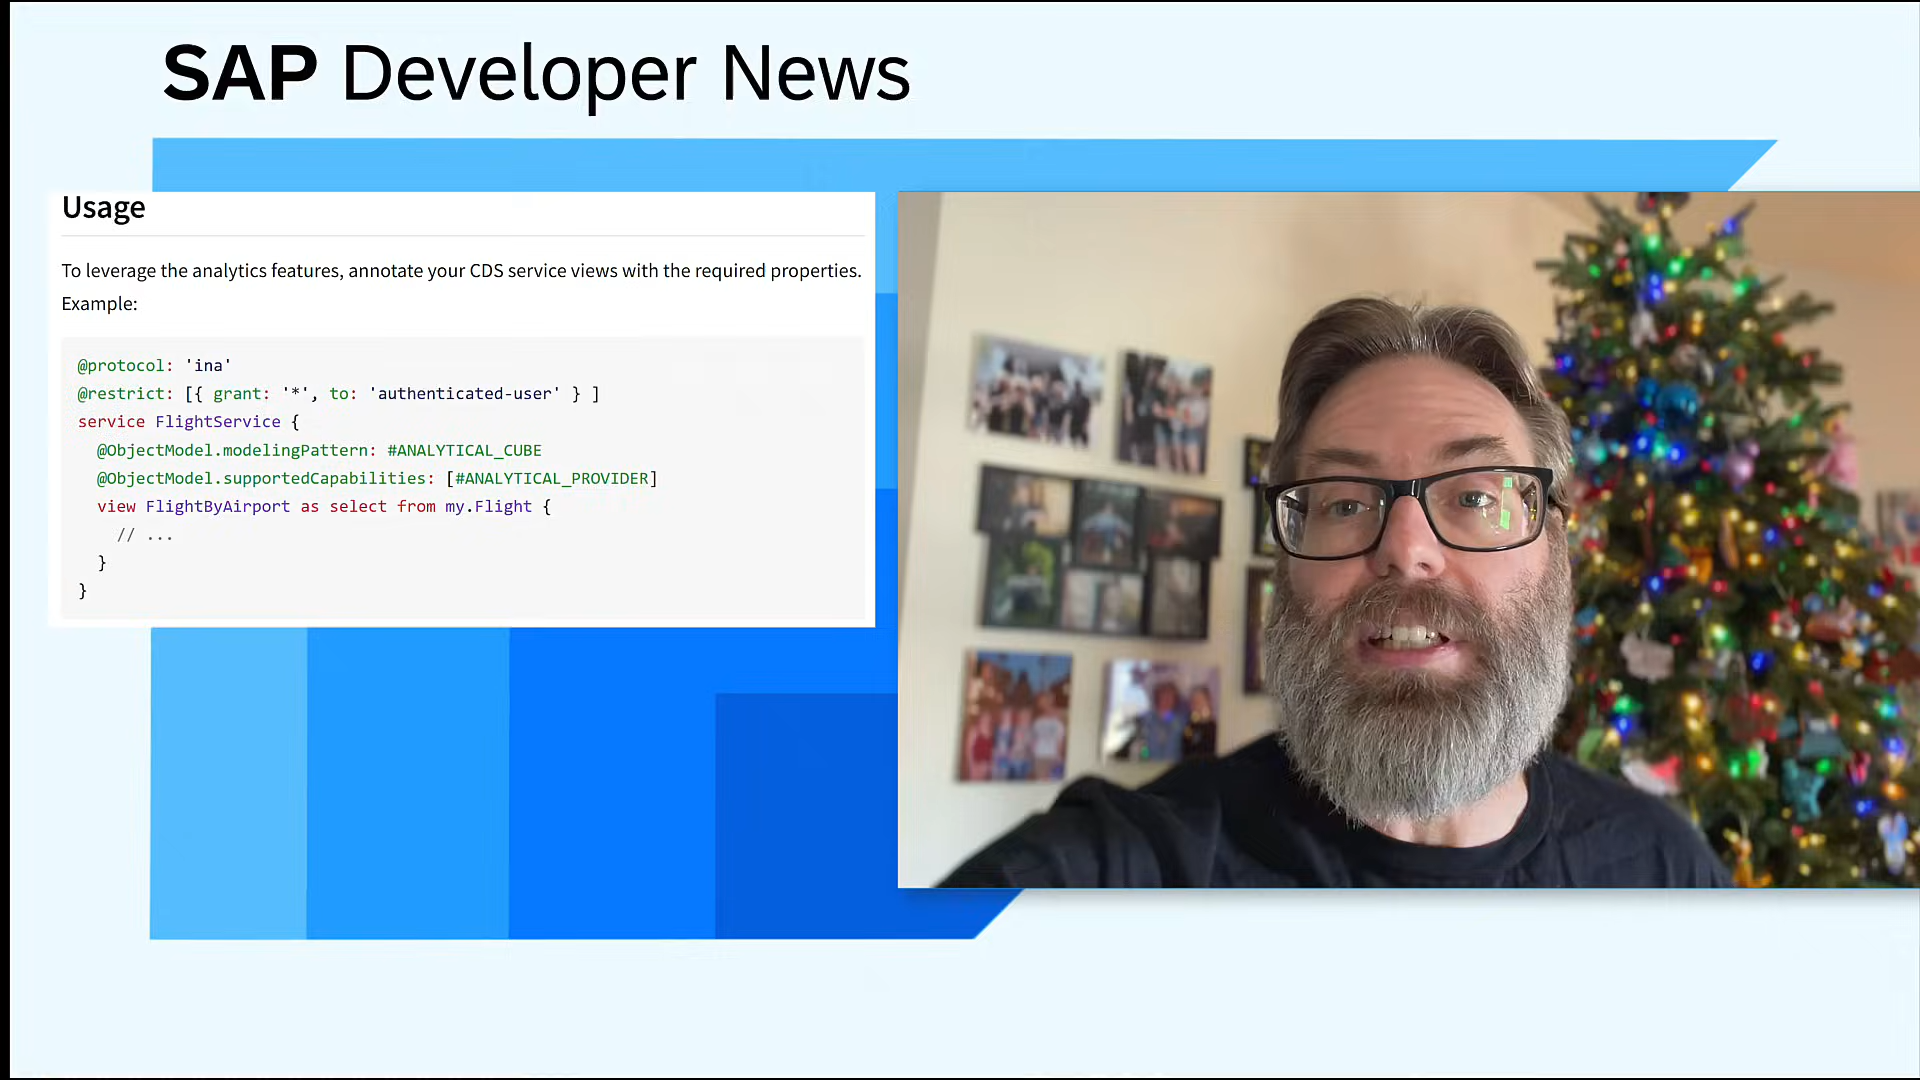 SAP Developer News
Usage
To leverage the analytics features, annotate your CDS service views with the required properties.
Example:
@protocol: 'ina'
@restrict: [{ grant: '*', to: 'authenticated-user' } ]
service FlightService {
@ObjectModel.modelingPattern: #ANALYTICAL_CUBE
@ObjectModel.supportedCapabilities: [#ANALYTICAL_PROVIDER]
view FlightByAirport as select from my.Flight {
// ...
}
}